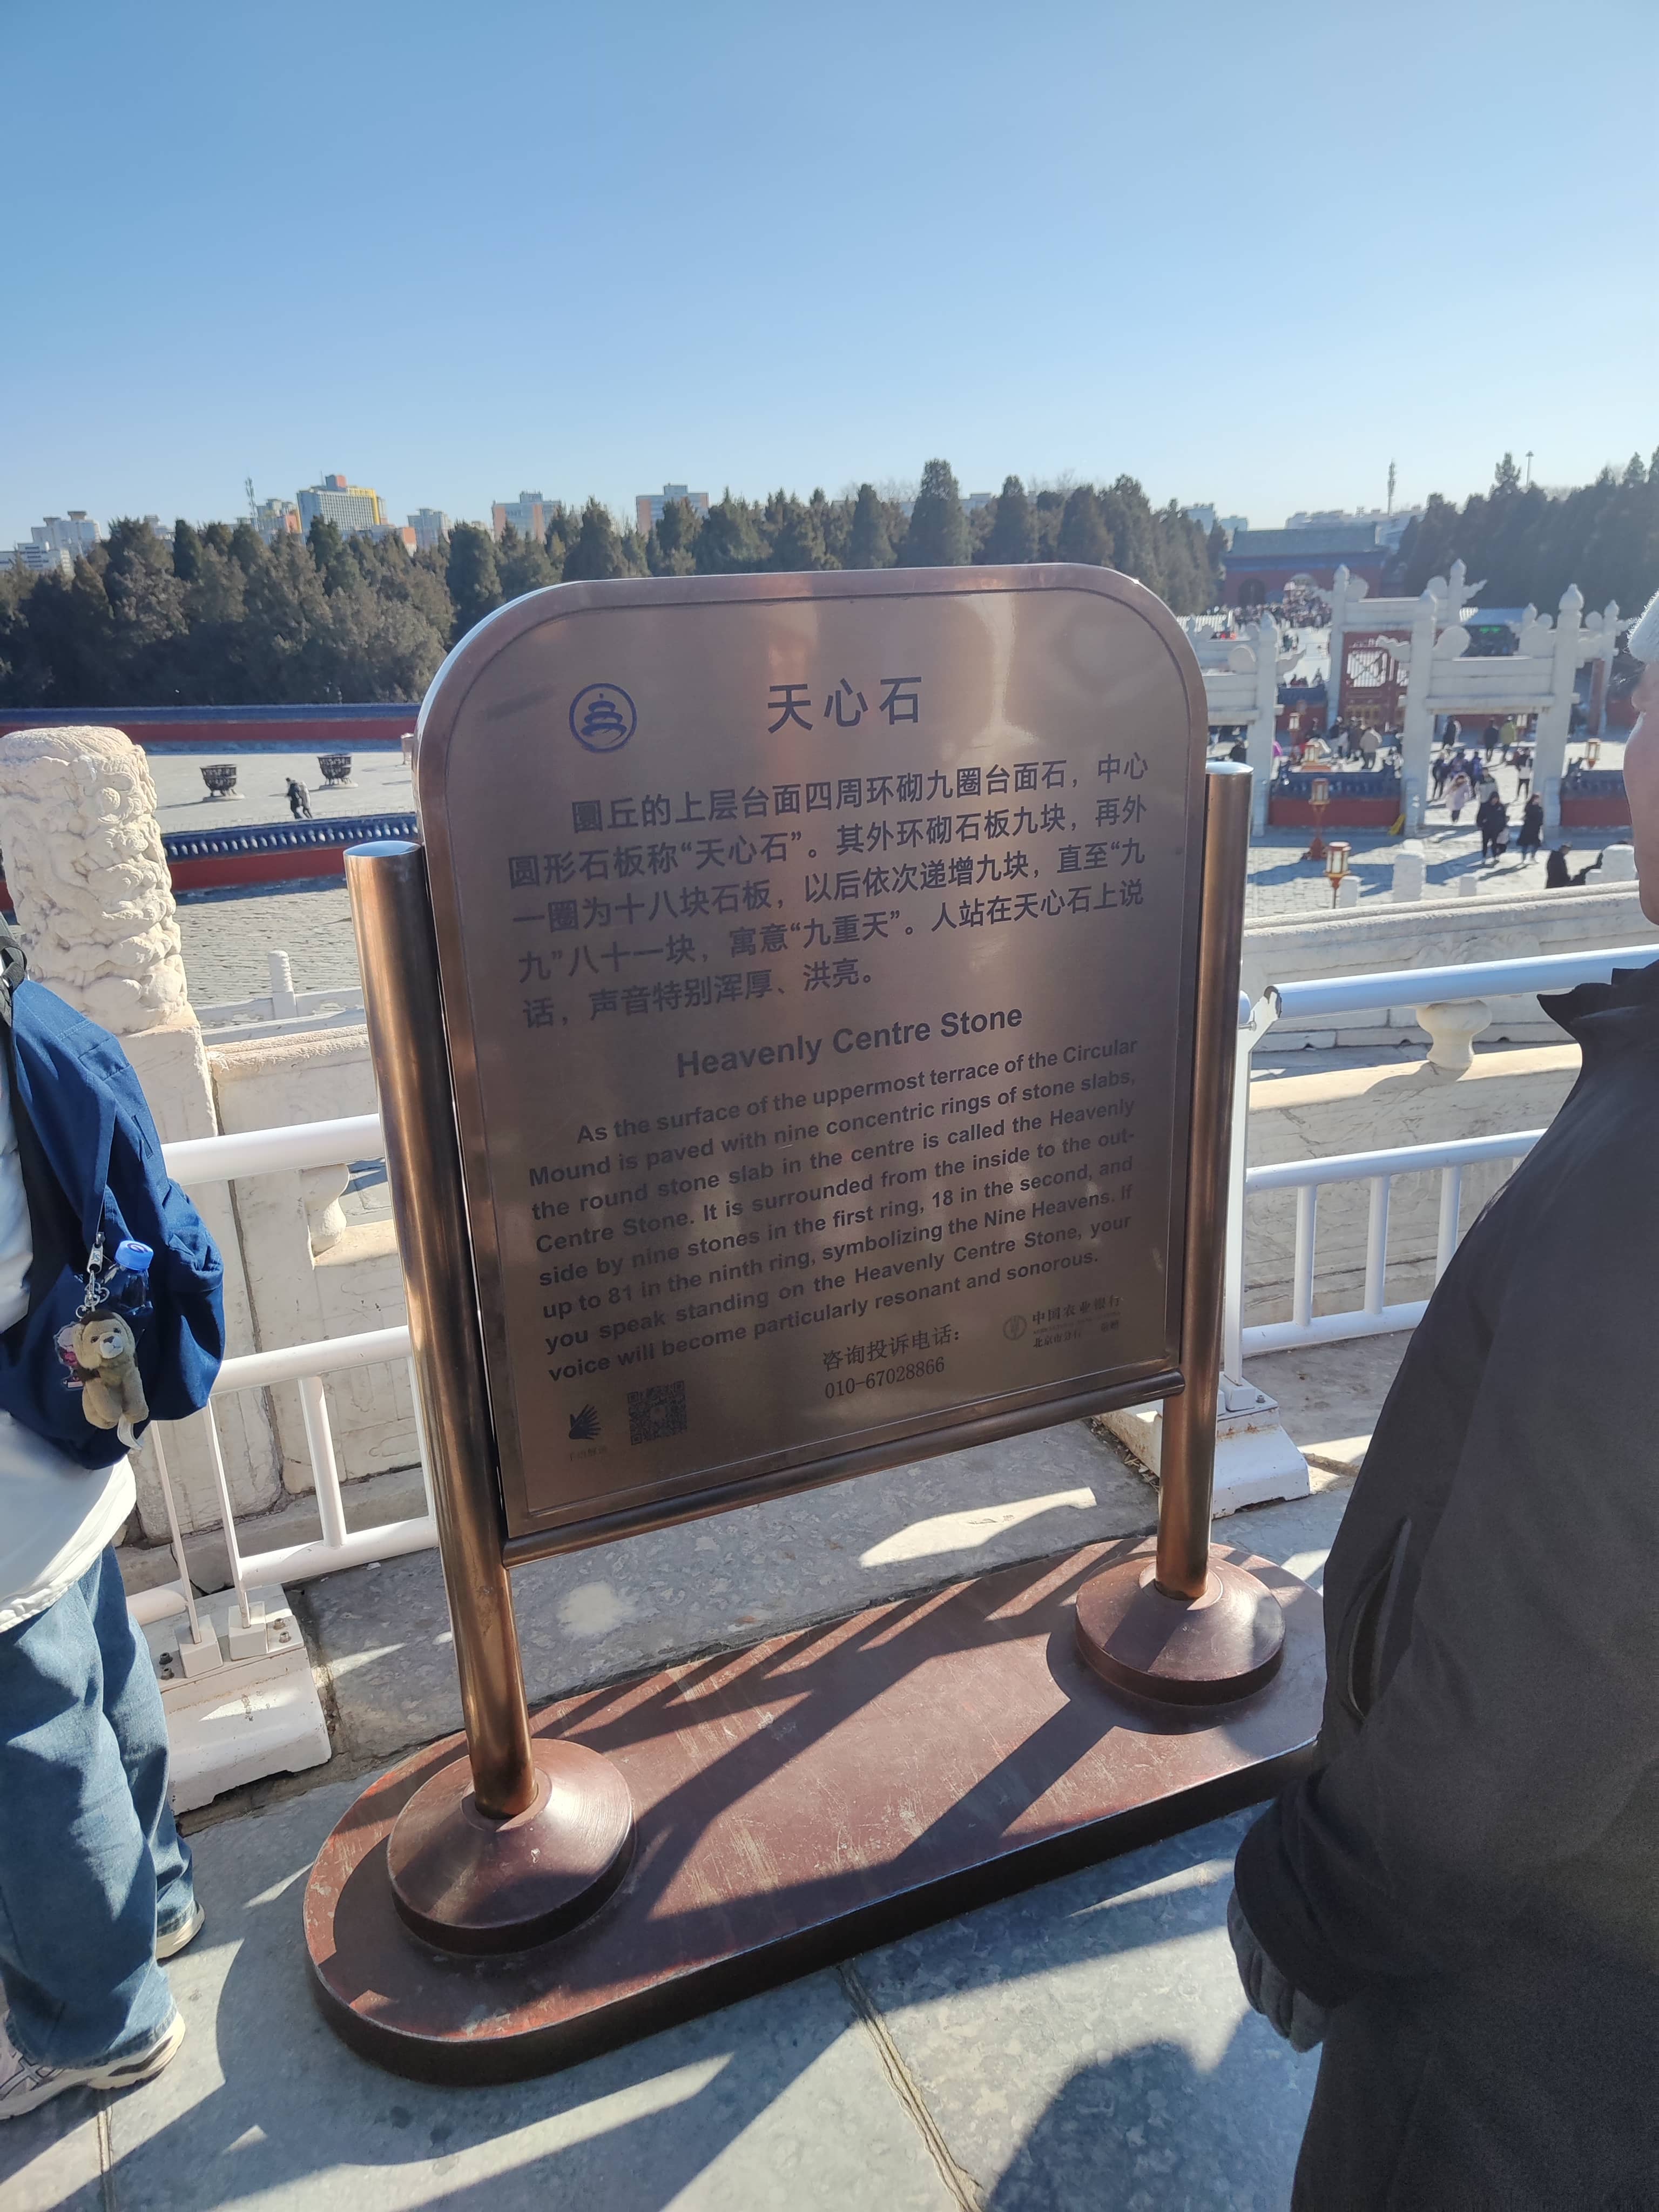 天心石
圜丘的上层台面四周环砌九圈台面石，中心
圆形石板称“天心石”。其外环砌石板九块，再外
一圈为十八块石板，以后依次递增九块，直至“九
九”八十一块，寓意“九重天”。人站在天心石上说
话，声音特别浑厚、洪亮。
Heavenly Centre Stone
As the surface of the uppermost terrace of the Circular
Mound is paved with nine concentric rings of stone slabs,
the round stone slab in the centre is called the Heavenly
Centre Stone. It is surrounded from the inside to the out-
side by nine stones in the first ring, 18 in the second, and
up to 81 in the ninth ring, symbolizing the Nine Heavens. If
you speak standing on the Heavenly Centre Stone, your
voice will become particularly resonant and sonorous.
咨询投诉电话：
010-67028866
中国农业银行
北京市分行